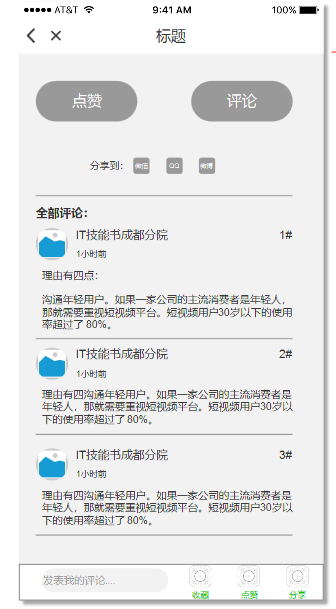 AT&T 9:41 AM 100%
标题
点赞 评论
分享到： 微信 QQ 微博
全部评论：
IT技能书成都分院 1#
1小时前
理由有四点：
沟通年轻用户。如果一家公司的主流消费者是年轻人，
那就需要重视短视频平台。短视频用户30岁以下的使用
率超过了 80%。
IT技能书成都分院 2#
1小时前
理由有四沟通年轻用户。如果一家公司的主流消费者是
年轻人，那就需要重视短视频平台。短视频用户30岁以
下的使用率超过了 80%。
IT技能书成都分院 3#
1小时前
理由有四沟通年轻用户。如果一家公司的主流消费者是
年轻人，那就需要重视短视频平台。短视频用户30岁以
下的使用率超过了 80%。
发表我的评论.... 收藏 点赞 分享